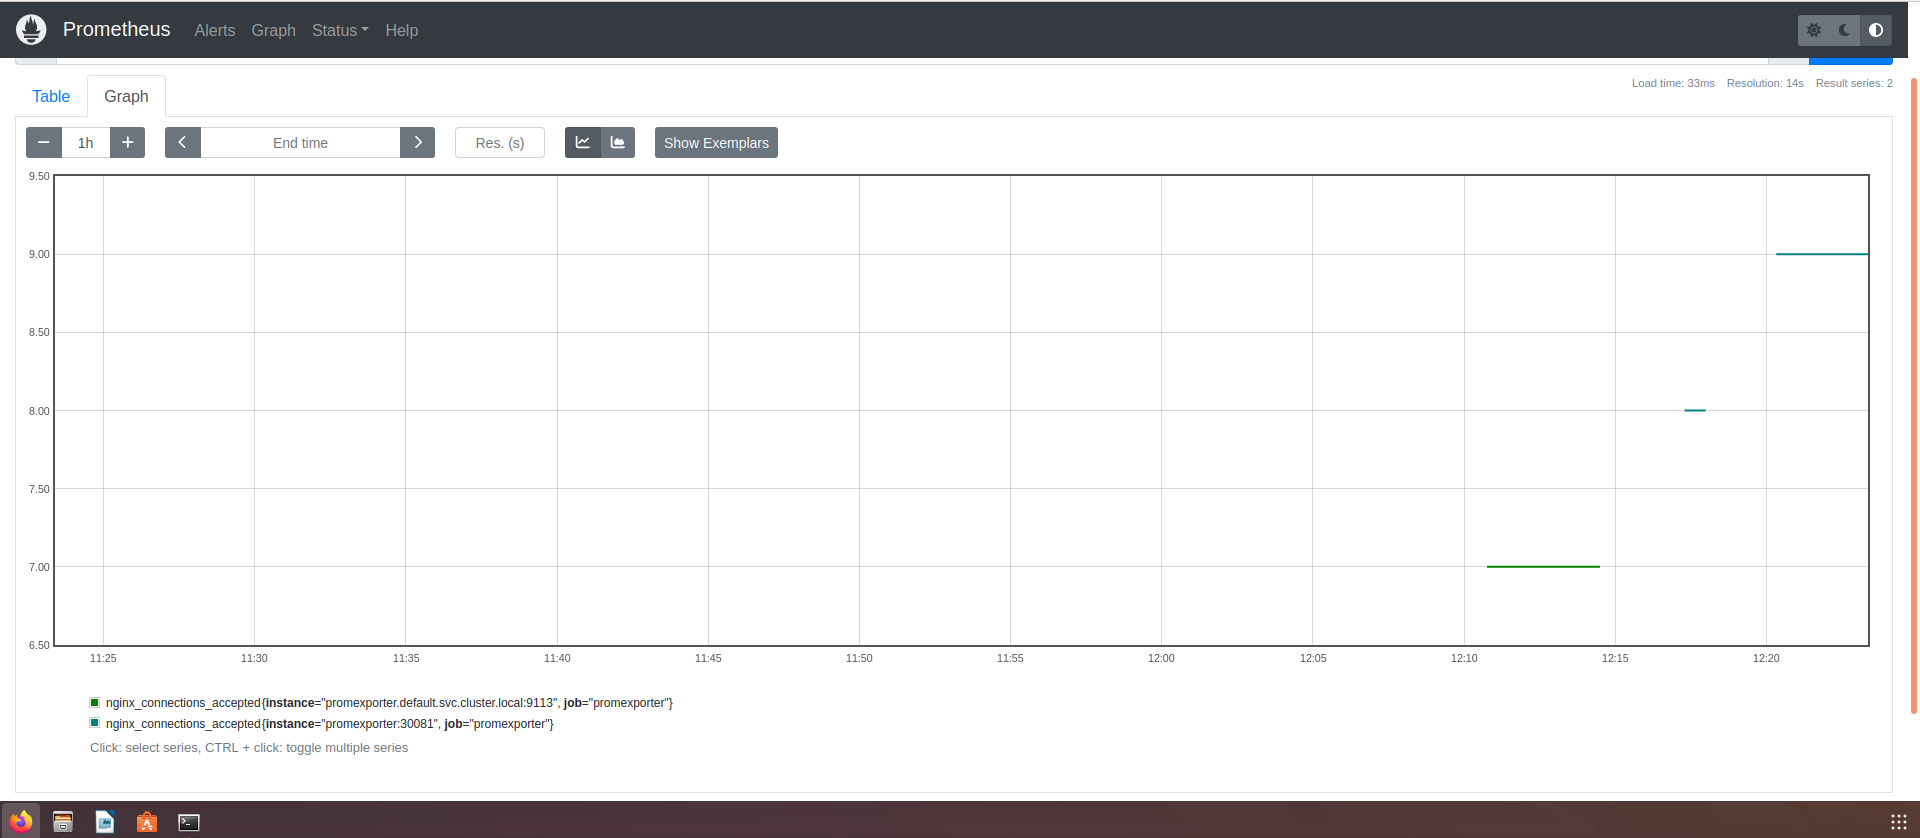 Prometheus Alerts Graph Status Help
Load time: 33ms Resolution: 14s Result series: 2
Table Graph
1h End time Res. (s) Show Exemplars
9.50
9.00
8.50
8.00
7.50
7.00
6.50
11:25 11:30 11:35 11:40 11:45 11:50 11:55 12:00 12:05 12:10 12:15 12:20
nginx_connections_accepted{instance="promexporter.default.svc.cluster.local:9113", job="promexporter"}
nginx_connections_accepted{instance="promexporter:30081", job="promexporter"}
Click: select series, CTRL + click: toggle multiple series